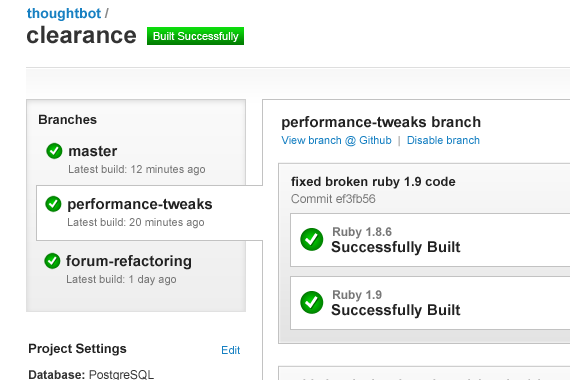 thoughtbot /
clearance Built Successfully
Branches
master
Latest build: 12 minutes ago
performance-tweaks
Latest build: 20 minutes ago
forum-refactoring
Latest build: 1 day ago
Project Settings Edit
Database: PostgreSQL
performance-tweaks branch
View branch @ Github | Disable branch
fixed broken ruby 1.9 code
Commit ef3fb56
Ruby 1.8.6
Successfully Built
Ruby 1.9
Successfully Built